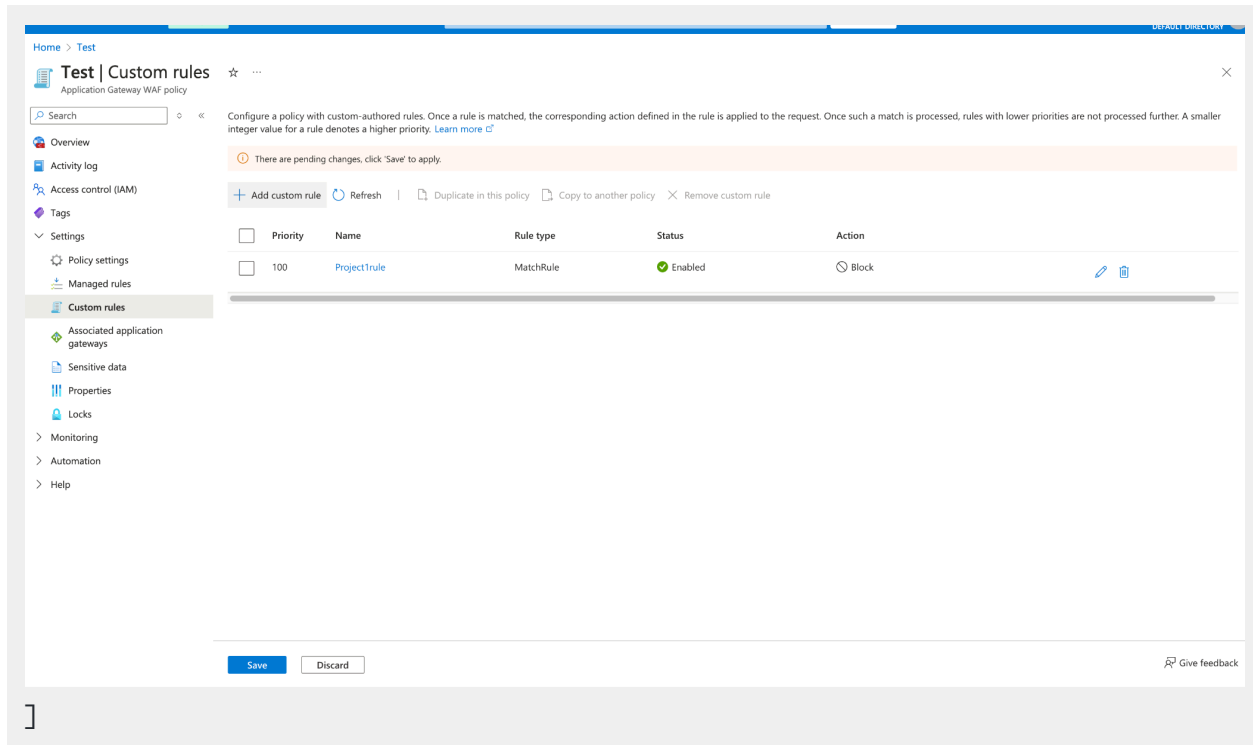 DEFAULT DIRECTORY
Home > Test
Test | Custom rules
Application Gateway WAF policy
Search
Overview
Activity log
Access control (IAM)
Tags
Settings
Policy settings
Managed rules
Custom rules
Associated application
gateways
Sensitive data
Properties
Locks
Monitoring
Automation
Help
Configure a policy with custom-authored rules. Once a rule is matched, the corresponding action defined in the rule is applied to the request. Once such a match is processed, rules with lower priorities are not processed further. A smaller
integer value for a rule denotes a higher priority. Learn more
There are pending changes, click 'Save' to apply.
Add custom rule Refresh | Duplicate in this policy Copy to another policy Remove custom rule
Priority Name Rule type Status Action
100 Project1rule MatchRule Enabled Block
Save Discard Give feedback
]